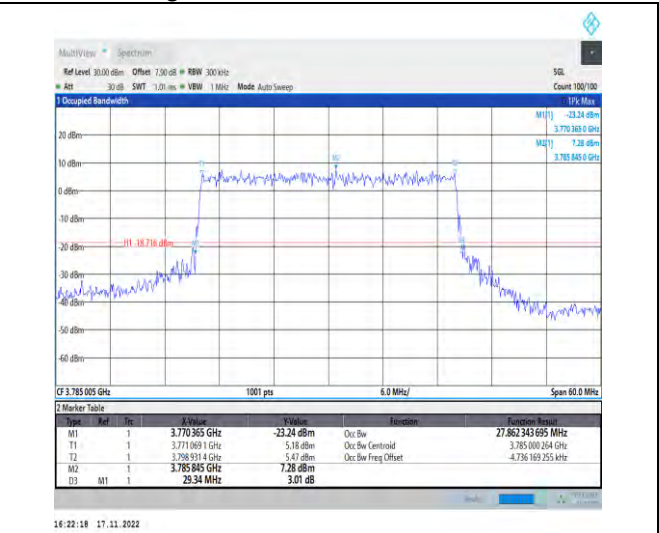 MultiView Spectrum
Ref Level 30.00 dBm Offset 7.90 dB RBW 300 kHz SGL
Att 30 dB SWT 1.01 ms VBW 1 MHz Mode Auto Sweep Count 100/100
1 Occupied Bandwidth 1Pk Max
M1[1] -23.24 dBm
3.770 365 0 GHz
M2[1] 7.28 dBm
3.785 845 0 GHz
20 dBm
10 dBm
0 dBm
-10 dBm
-20 dBm
H1 -18.716 dBm
-30 dBm
-40 dBm
-50 dBm
-60 dBm
M2
CF 3.785 005 GHz 1001 pts 6.0 MHz/ Span 60.0 MHz
2 Marker Table
Type Ref Trc X-Value Y-Value Function Function Result
M1 1 3.770 365 GHz -23.24 dBm Occ Bw 27.862 343 695 MHz
T1 1 3.771 069 1 GHz 5.18 dBm Occ Bw Centroid 3.785 000 264 GHz
T2 1 3.798 931 4 GHz 5.47 dBm Occ Bw Freq Offset -4.736 169 255 kHz
M2 1 3.785 845 GHz 7.28 dBm
D3 M1 1 29.34 MHz 3.01 dB
16:22:18 17.11.2022